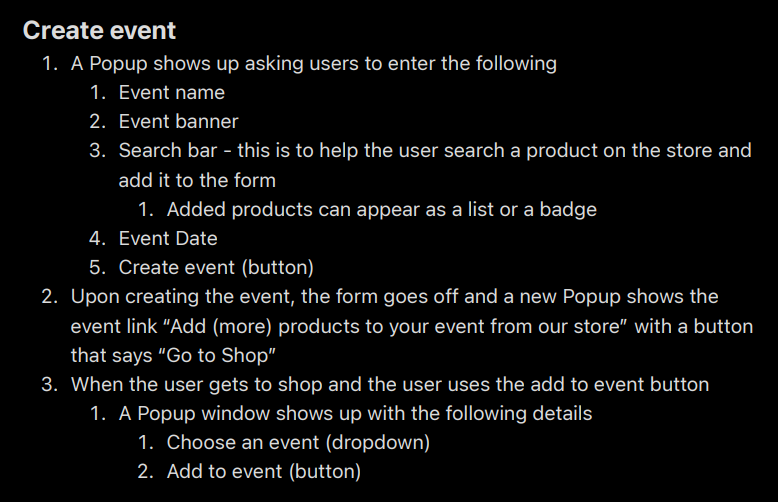 Create event
1. A Popup shows up asking users to enter the following
1. Event name
2. Event banner
3. Search bar - this is to help the user search a product on the store and
add it to the form
1. Added products can appear as a list or a badge
4. Event Date
5. Create event (button)
2. Upon creating the event, the form goes off and a new Popup shows the
event link “Add (more) products to your event from our store” with a button
that says “Go to Shop”
3. When the user gets to shop and the user uses the add to event button
1. A Popup window shows up with the following details
1. Choose an event (dropdown)
2. Add to event (button)